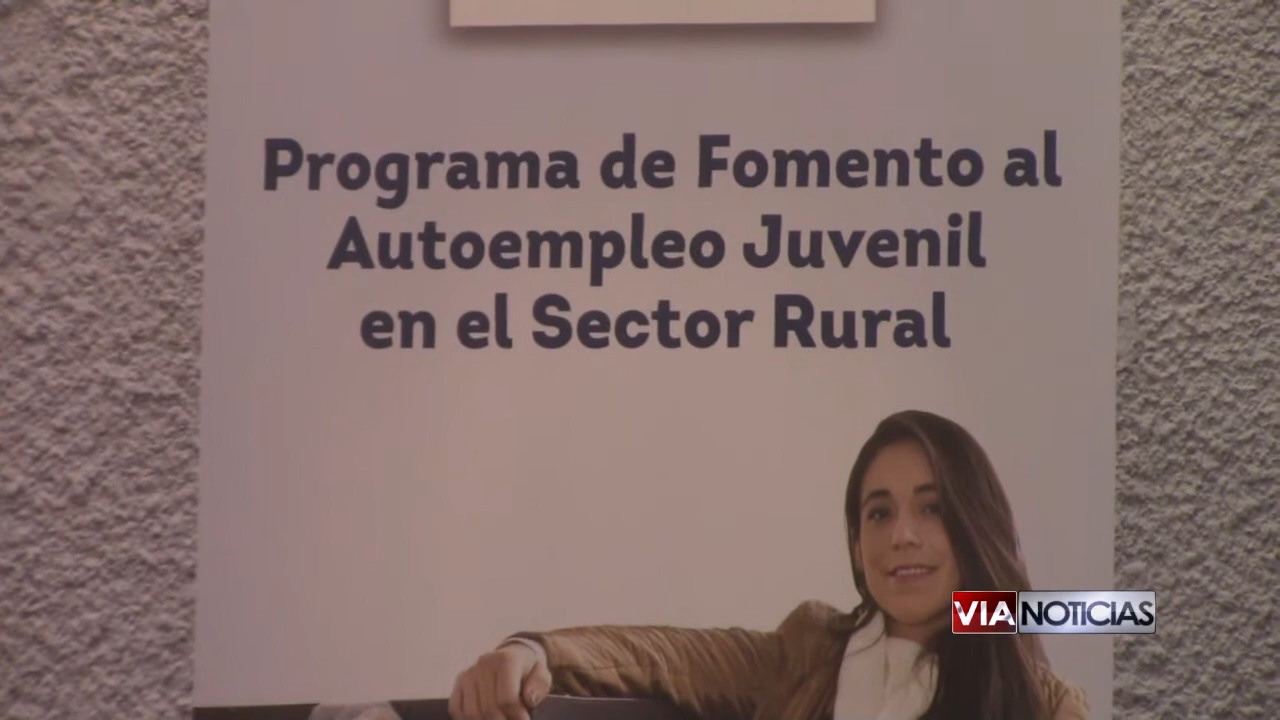 Programa de Fomento al
Autoempleo Juvenil
en el Sector Rural
VIA NOTICIAS